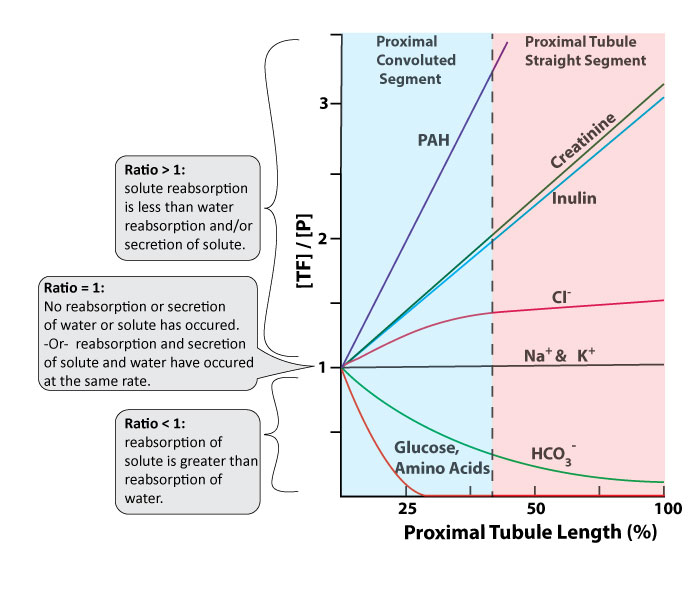 Proximal
Convoluted
Segment
Proximal Tubule
Straight Segment
3
PAH
Creatinine
Ratio > 1:
solute reabsorption
is less than water
reabsorption and/or
secretion of solute.
Inulin
[TF] / [P]
2
Ratio = 1:
No reabsorption or secretion
of water or solute has occured.
-Or- reabsorption and secretion
of solute and water have occured
at the same rate.
Cl-
Na+ & K+
1
Ratio < 1:
reabsorption of
solute is greater than
reabsorption of
water.
Glucose,
Amino Acids
HCO3-
25
50
100
Proximal Tubule Length (%)